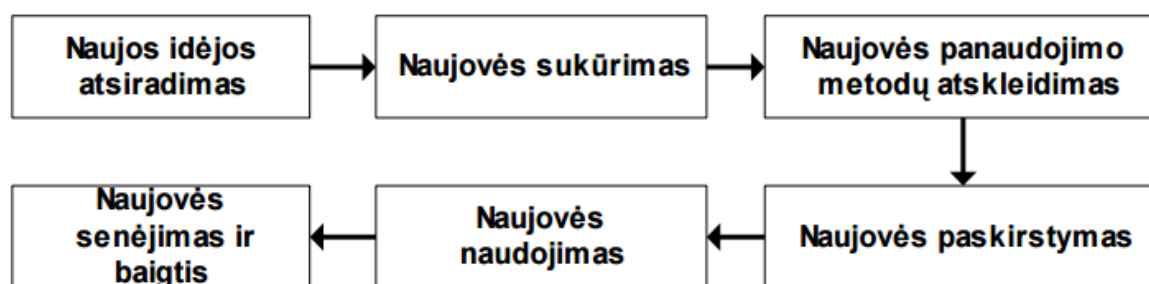 Naujos idėjos
atsiradimas
Naujovės sukūrimas
Naujovės panaudojimo
metodų atskleidimas
Naujovės paskirstymas
Naujovės
naudojimas
Naujovės
senėjimas ir
baigtis